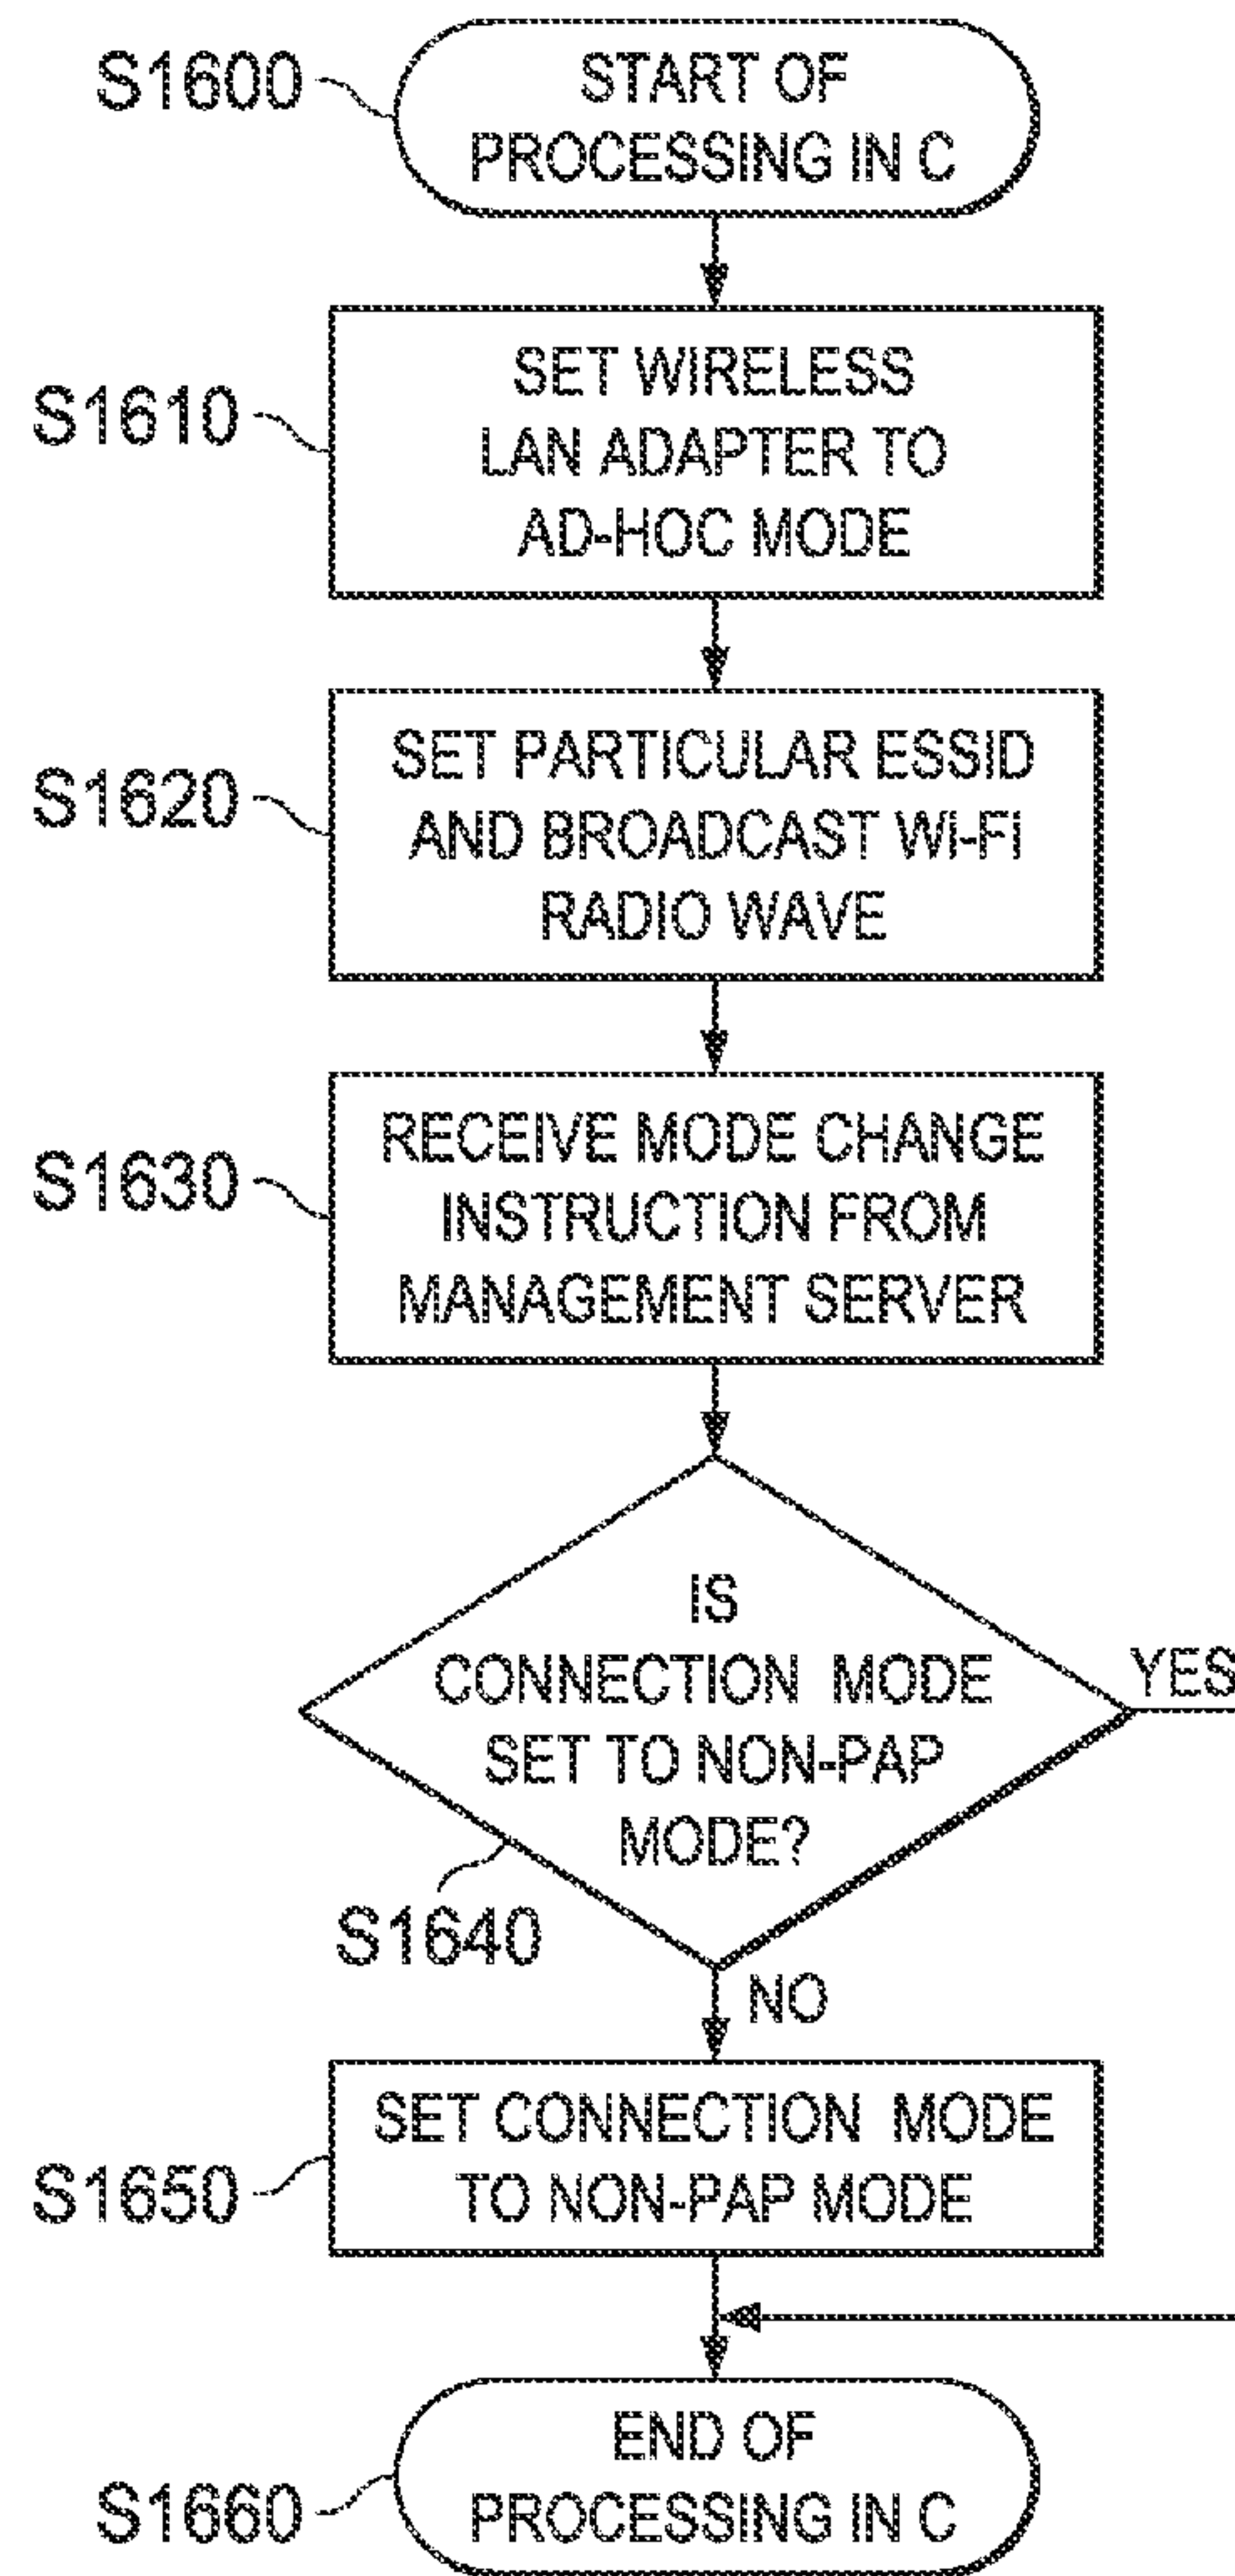 S1600
START OF
PROCESSING IN C
S1610
SET WIRELESS
LAN ADAPTER TO
AD-HOC MODE
S1620
SET PARTICULAR ESSID
AND BROADCAST Wi-Fi
RADIO WAVE
S1630
RECEIVE MODE CHANGE
INSTRUCTION FROM
MANAGEMENT SERVER
IS
CONNECTION MODE
SET TO NON-PAP
MODE?
YES
S1640
NO
S1650
SET CONNECTION MODE
TO NON-PAP MODE
S1660
END OF
PROCESSING IN C